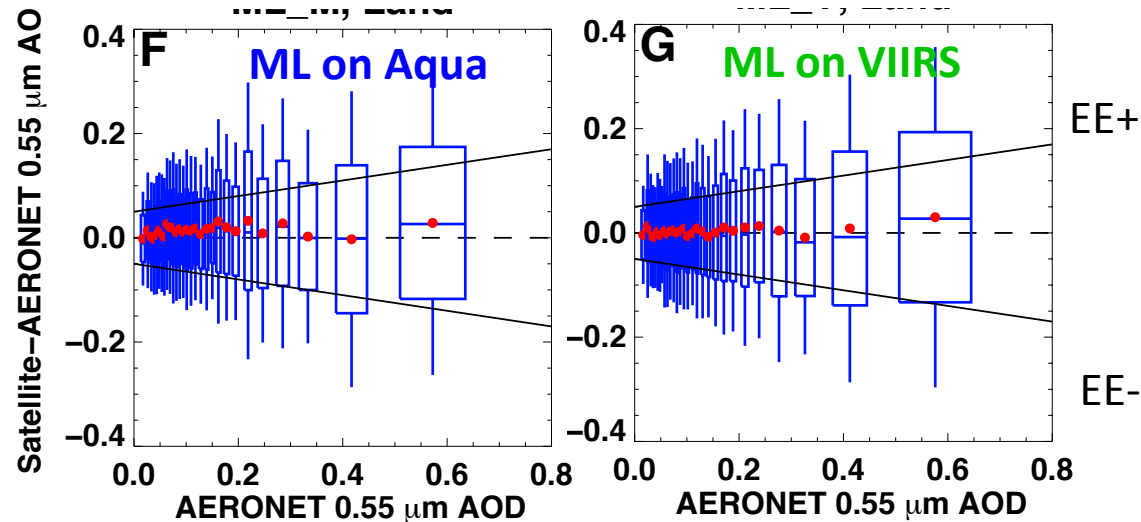 F
ML on Aqua
Satellite−AERONET 0.55 μm AO
0.4
0.2
0.0
−0.2
−0.4
0.0 0.2 0.4 0.6 0.8
AERONET 0.55 μm AOD
G
ML on VIIRS
0.4
0.2
0.0
−0.2
−0.4
0.0 0.2 0.4 0.6 0.8
AERONET 0.55 μm AOD
EE+
EE-